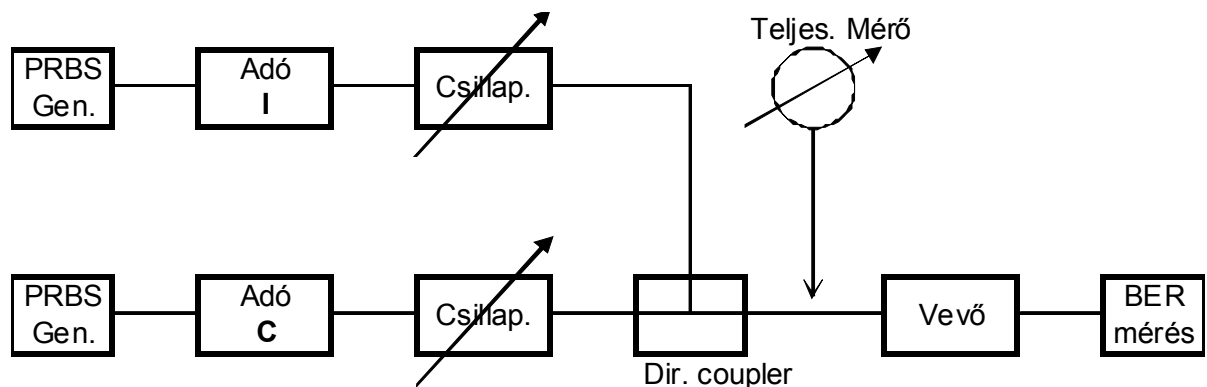 Teljes. Mérő
PRBS
Gen.
Adó
I
Csillap.
PRBS
Gen.
Adó
C
Csillap.
Dir. coupler
Vevő
BER
mérés